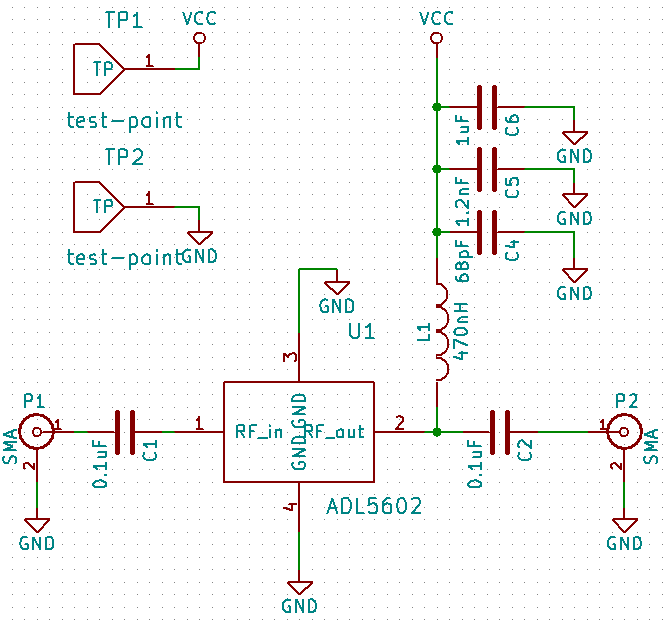 TP1
VCC
VCC
TP
1
test-point
1uF
C6
GND
TP2
TP
1
test-point
GND
1.2nF
C5
GND
68pF
C4
GND
GND
U1
3
L1
470nH
P1
1
2
SMA
GND
0.1uF
C1
1
RF_in
GND
GND
RF_out
2
4
ADL5602
GND
0.1uF
C2
P2
1
2
SMA
GND